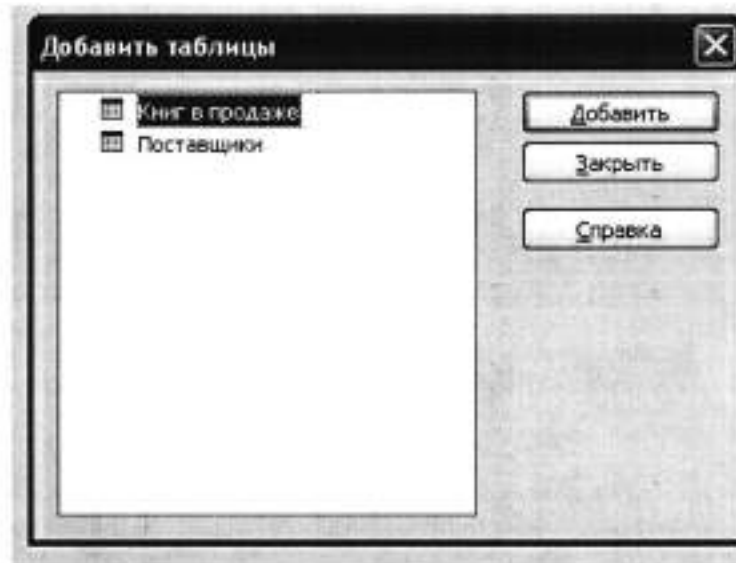 Добавить таблицы
Книг в продаже
Поставщики
Добавить
Закрыть
Справка